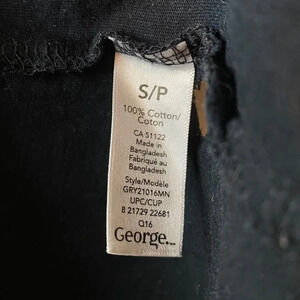 S/P
100% Cotton/
Coton
CA 51122
Made in
Bangladesh
Fabriqué au
Bangladesh
Style/Modèle
GRY21016MN
UPC/CUP
8 21729 22681
Q16
George.